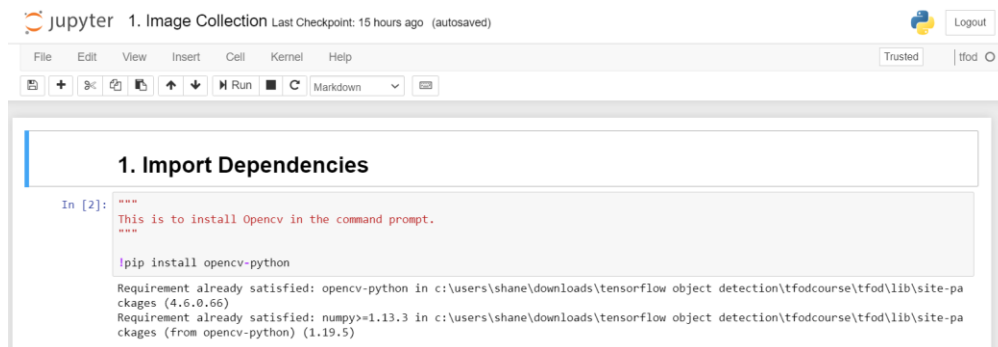 jupyter 1. Image Collection Last Checkpoint: 15 hours ago (autosaved) Logout
File Edit View Insert Cell Kernel Help Trusted tfod
Run Markdown
1. Import Dependencies
In [2]: """
This is to install Opencv in the command prompt.
"""
!pip install opencv-python
Requirement already satisfied: opencv-python in c:\users\shane\downloads\tensorflow object detection\tfodcourse\tfod\lib\site-pa
ckages (4.6.0.66)
Requirement already satisfied: numpy>=1.13.3 in c:\users\shane\downloads\tensorflow object detection\tfodcourse\tfod\lib\site-pa
ckages (from opencv-python) (1.19.5)